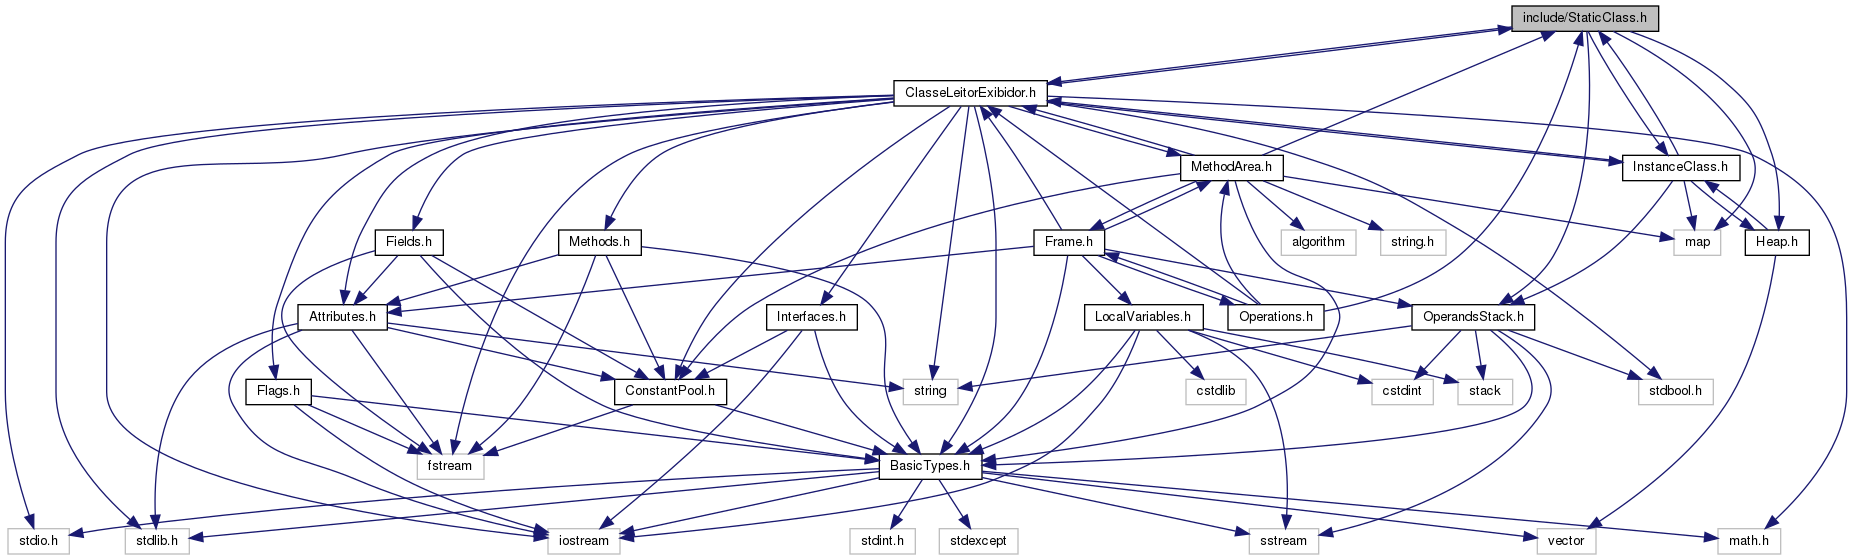 include/StaticClass.h
ClasseLeitorExibidor.h
MethodArea.h
InstanceClass.h
Fields.h
Methods.h
Frame.h
algorithm
string.h
map
Heap.h
Attributes.h
Interfaces.h
LocalVariables.h
Operations.h
OperandsStack.h
Flags.h
ConstantPool.h
string
cstdlib
cstdint
stack
stdbool.h
fstream
BasicTypes.h
stdio.h
stdlib.h
iostream
stdint.h
stdexcept
sstream
vector
math.h